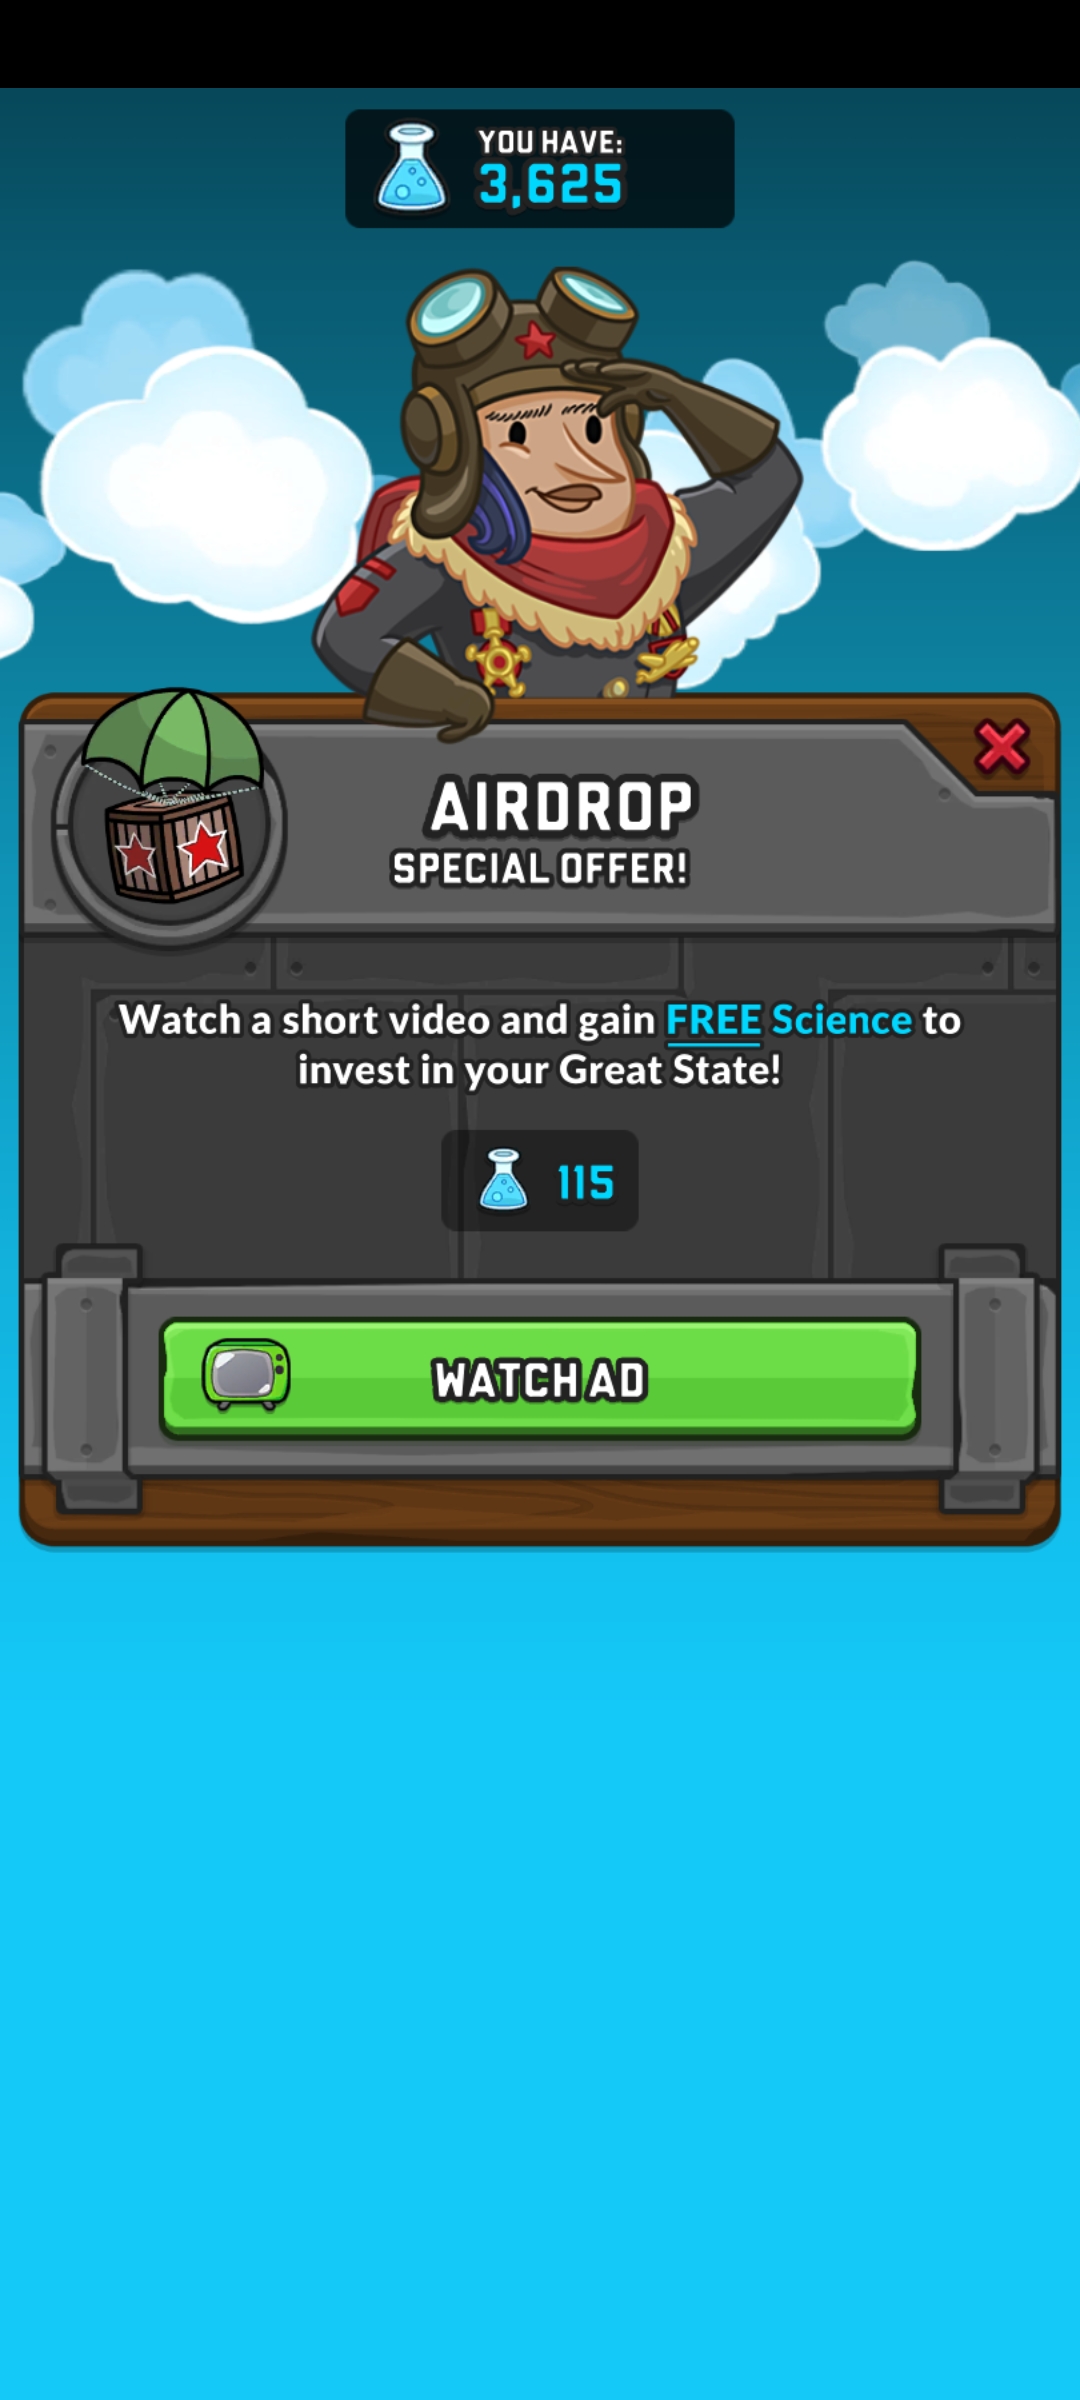 YOU HAVE:
3,625
AIRDROP
SPECIAL OFFER!
Watch a short video and gain FREE Science to
invest in your Great State!
115
WATCH AD